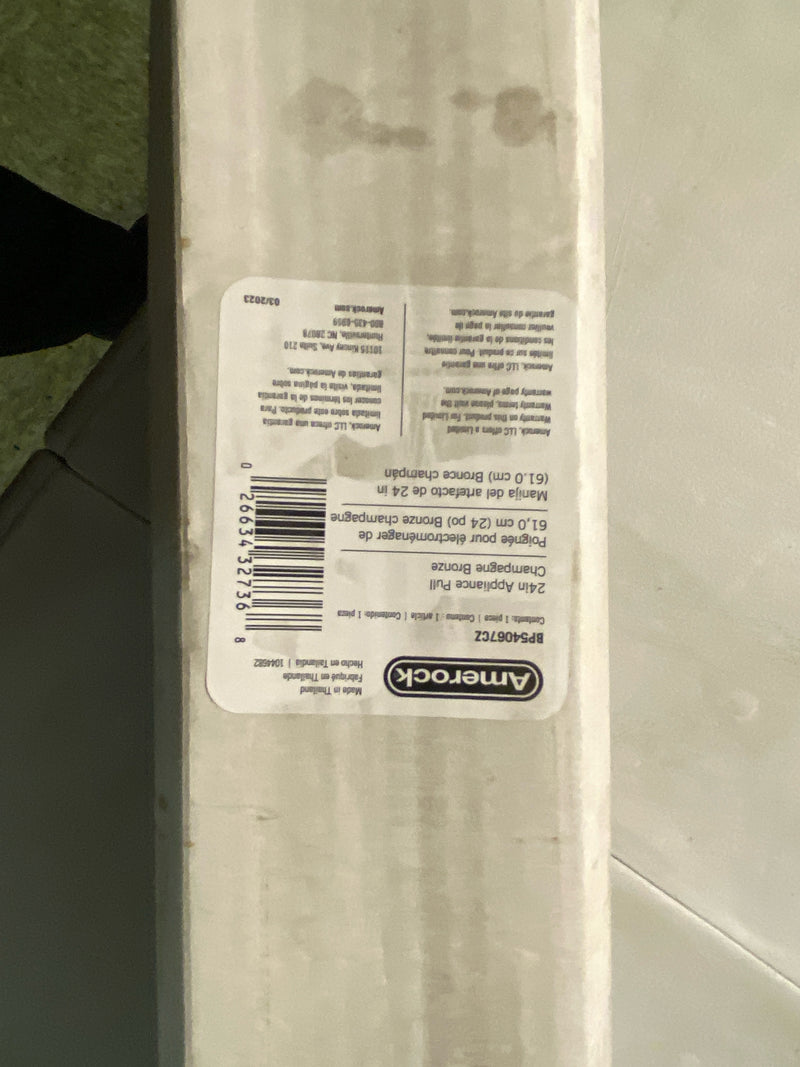 Amerock
Made in Thailand
Fabriqué en Thaïlande
Hecho en Tailandia | 1044682
BP54067CZ
Contents: 1 piece | Contenu : 1 article | Contenido: 1 pieza
24in Appliance Pull
Champagne Bronze
Poignée pour électroménager de
61,0 cm (24 po) Bronze champagne
Manija del artefacto de 24 in
(61.0 cm) Bronce champán
0 26634 32736 8
Amerock, LLC offers a Limited
Warranty on this product. For Limited
Warranty terms, please visit the
warranty page of Amerock.com.
Amerock, LLC offre une garantie
limitée sur ce produit. Pour connaître
les conditions de la garantie limitée,
veuillez consulter la page de
garantie du site Amerock.com.
Amerock, LLC ofrece una garantía
limitada sobre este producto. Para
conocer los términos de la garantía
limitada, visita la página sobre
garantías de Amerock.com.
10115 Kincey Ave, Suite 210
Huntersville, NC 28078
800-435-6959
Amerock.com
03/2023